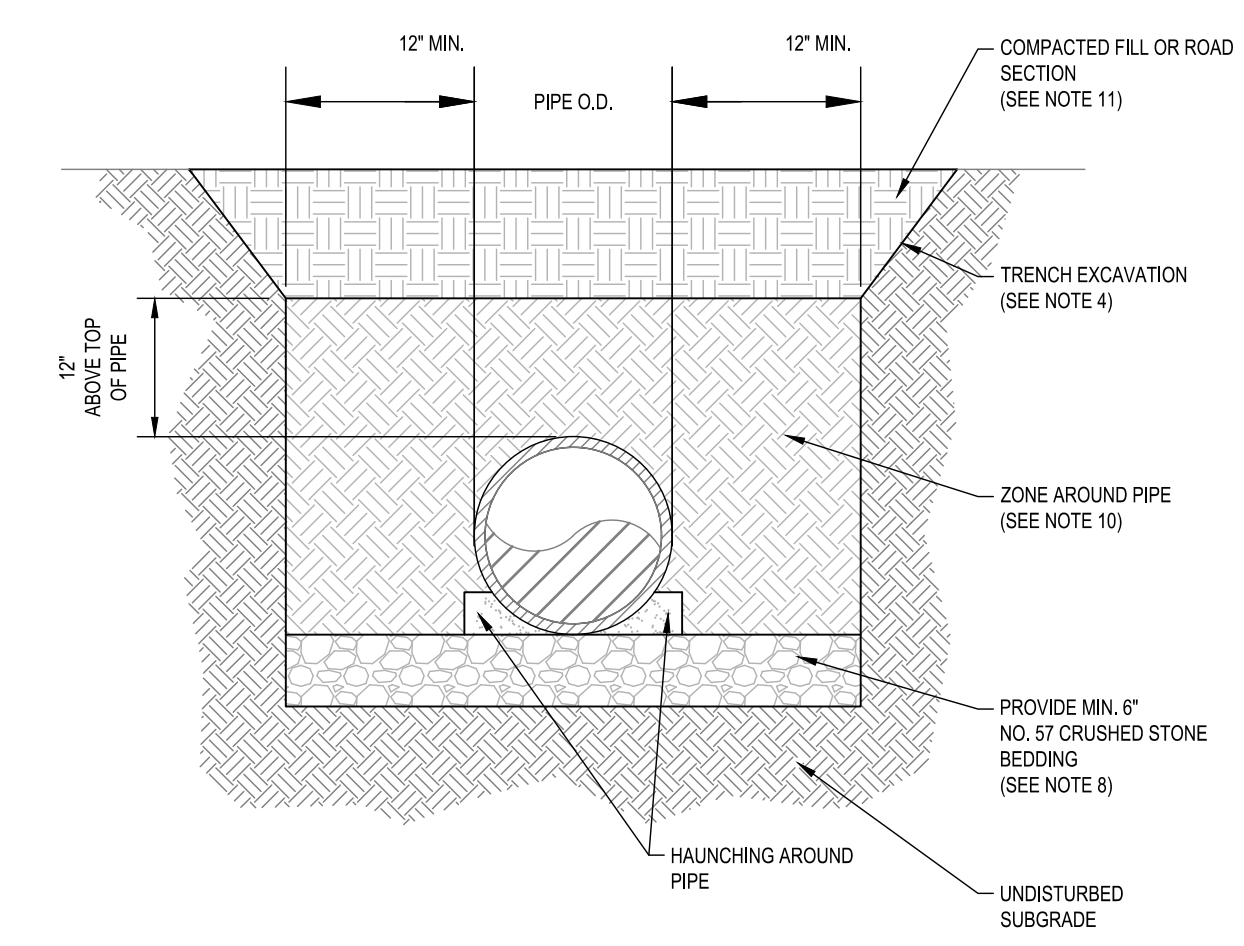 12" MIN.
12" MIN.
PIPE O.D.
COMPACTED FILL OR ROAD
SECTION
(SEE NOTE 11)
TRENCH EXCAVATION
(SEE NOTE 4)
12"
ABOVE TOP
OF PIPE
ZONE AROUND PIPE
(SEE NOTE 10)
PROVIDE MIN. 6"
NO. 57 CRUSHED STONE
BEDDING
(SEE NOTE 8)
HAUNCHING AROUND
PIPE
UNDISTURBED
SUBGRADE